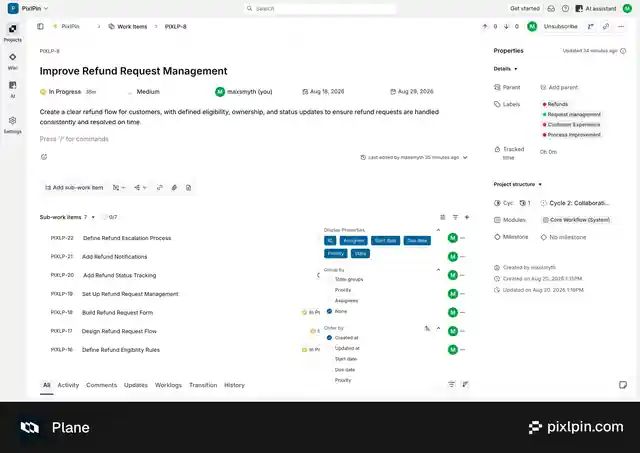 P PixlPin
Search
Get started
AI assistant
M
Projects
Wiki
AI
Settings
PixlPin > Work Items > PIXLP-8
0
0
M Unsubscribe
PIXLP-8
Improve Refund Request Management
In Progress
Medium
M maxsmyth (you)
Aug 18, 2026
Aug 29, 2026
Create a clear refund flow for customers, with defined eligibility, ownership, and status updates to ensure refund requests are handled
consistently and resolved on time.
Press '/' for commands
Last edited by maxsmyth 35 minutes ago
Add sub-work item
Sub-work items 7
0/7
PIXLP-22 Define Refund Escalation Process M
PIXLP-21 Add Refund Notifications M
PIXLP-20 Add Refund Status Tracking M
PIXLP-19 Set Up Refund Request Management M
PIXLP-18 Build Refund Request Form In Pr M
PIXLP-17 Design Refund Request Flow M
PIXLP-16 Define Refund Eligibility Rules In Pr M
Display Properties
ID Assignee Start date Due date
Priority State
Group by
State groups
Priority
Assignees
None
Order by
Created at
Updated at
Start date
Due date
Priority
All Activity Comments Updates Worklogs Transition History
Properties
Updated 34 minutes ago
Details
Parent
Add parent
Labels
Refunds
Request management
Customer Experience
Process Improvement
Tracked
time
0h 0m
Project structure
Cyc 1 Cycle 2: Collaborati...
Modules
Core Workflow (System)
Milestone
No milestone
Created by maxsmyth
Created on Aug 20, 2026 1:15PM
Updated on Aug 20, 2026 1:16PM
Plane
pixlpin.com